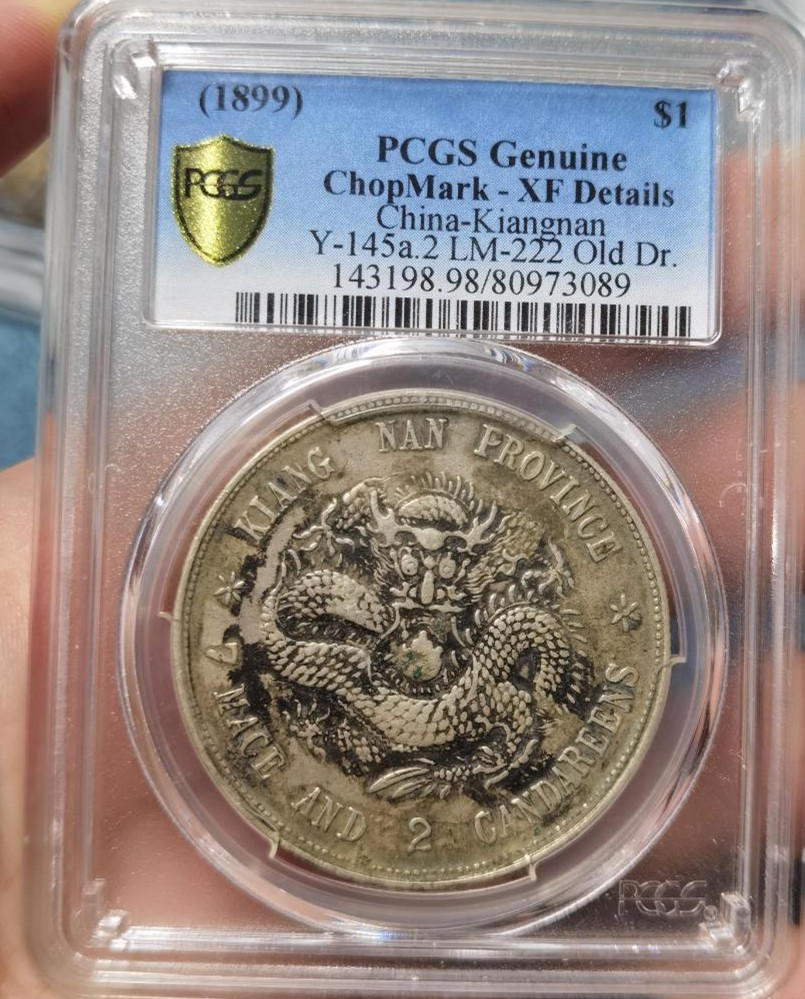 (1899)
$1
PCGS
PCGS Genuine
ChopMark - XF Details
China-Kiangnan
Y-145a.2 LM-222 Old Dr.
143198.98/80973089
KIANG NAN PROVINCE
7 MACE AND 2 CANDAREENS
PCGS